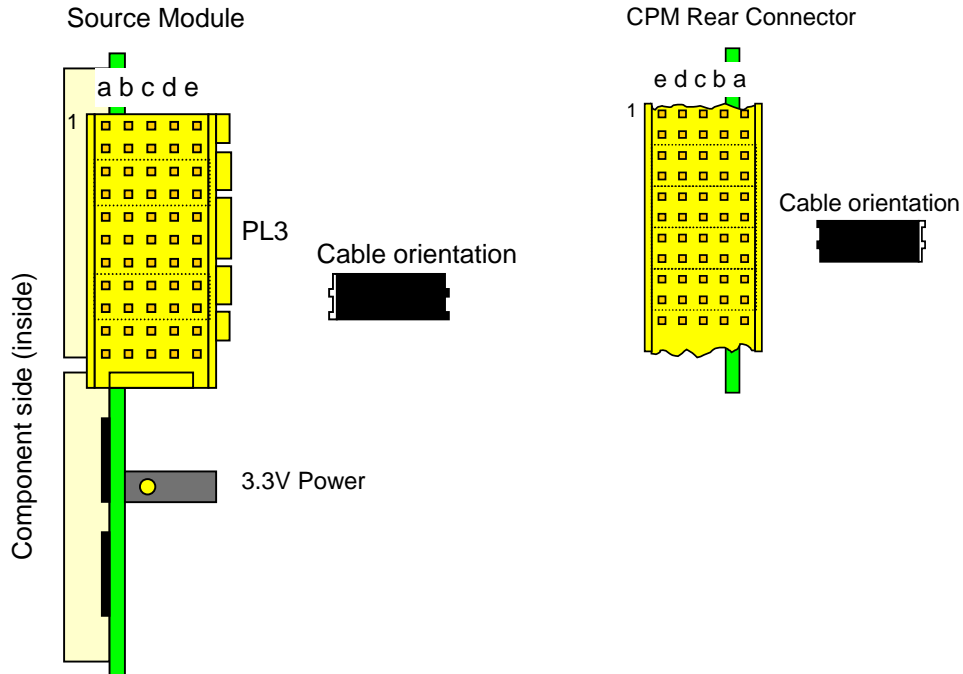 Source Module
a b c d e
1
PL3
Cable orientation
Component side (inside)
3.3V Power
CPM Rear Connector
e d c b a
1
Cable orientation